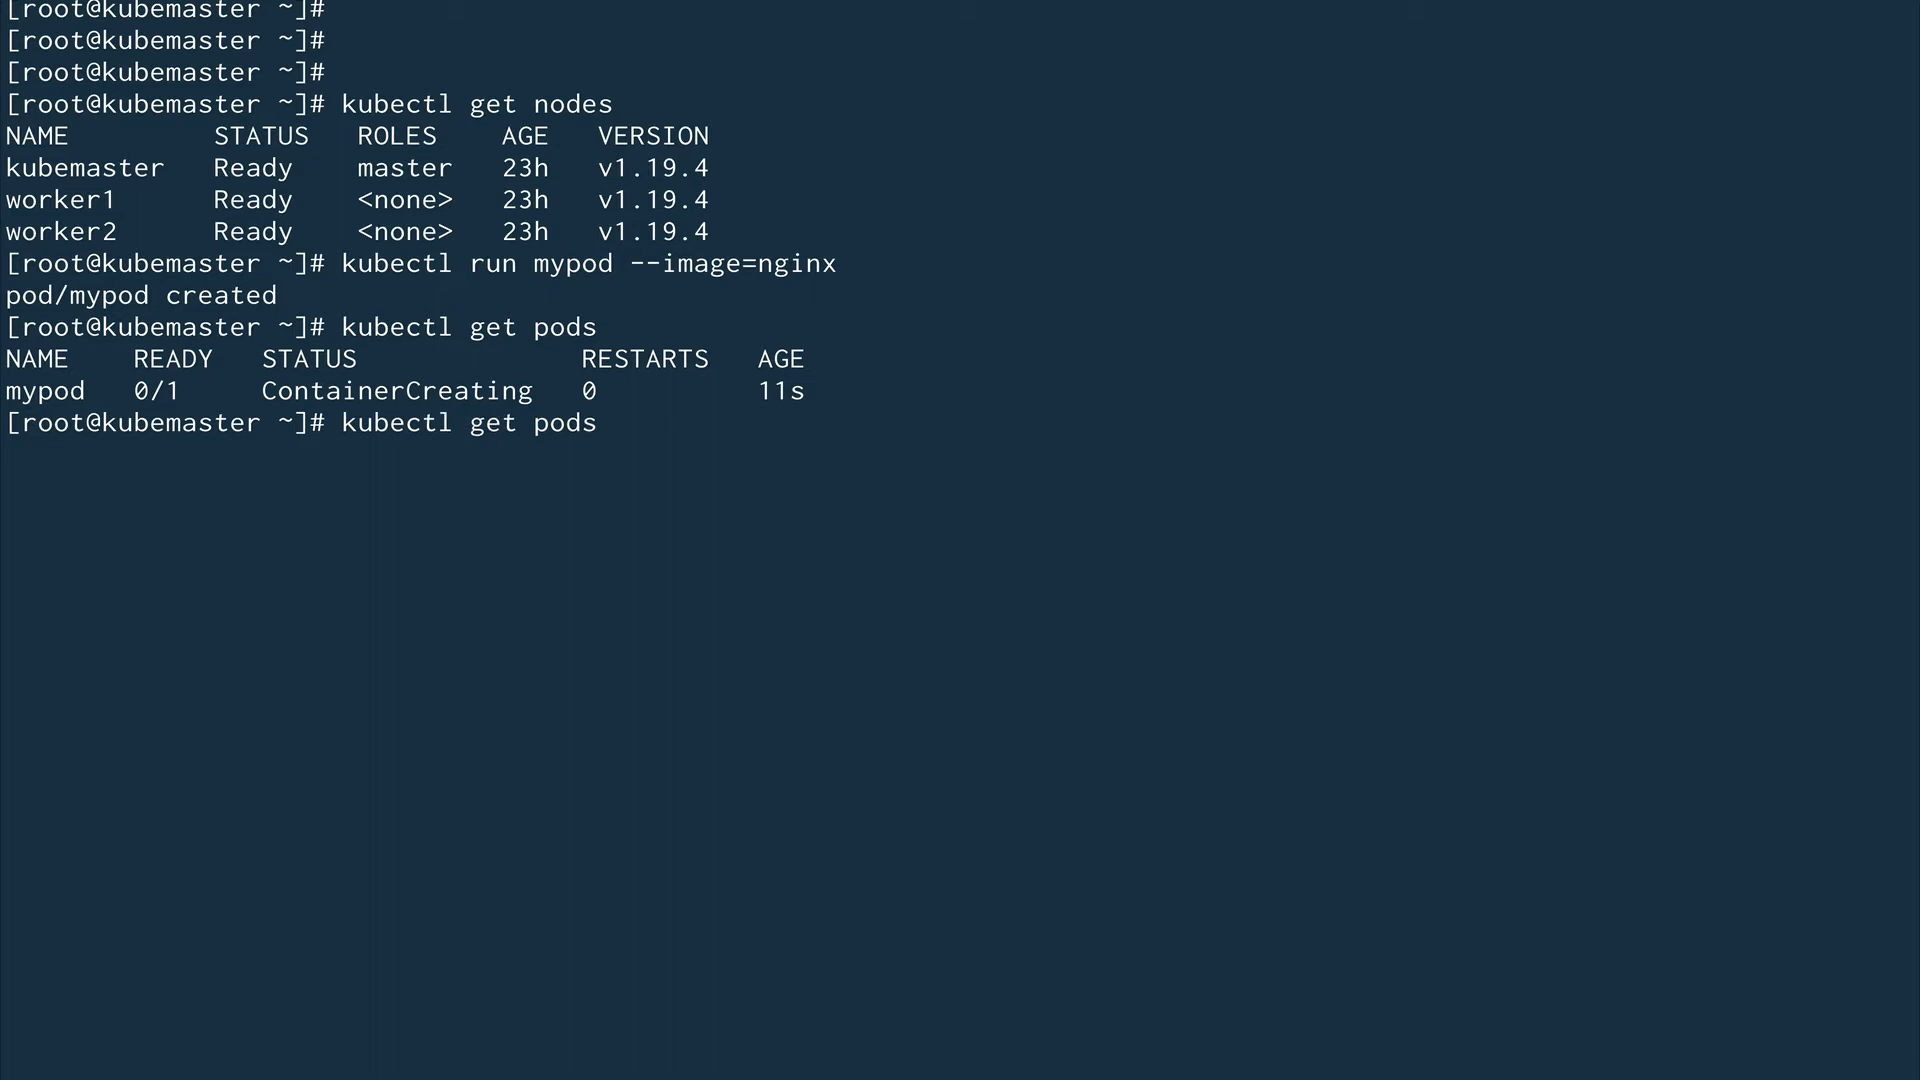 [root@kubemaster ~]#
[root@kubemaster ~]#
[root@kubemaster ~]#
[root@kubemaster ~]# kubectl get nodes
NAME         STATUS   ROLES    AGE   VERSION
kubemaster   Ready    master   23h   v1.19.4
worker1      Ready    <none>   23h   v1.19.4
worker2      Ready    <none>   23h   v1.19.4
[root@kubemaster ~]# kubectl run mypod --image=nginx
pod/mypod created
[root@kubemaster ~]# kubectl get pods
NAME    READY   STATUS              RESTARTS   AGE
mypod   0/1     ContainerCreating   0          11s
[root@kubemaster ~]# kubectl get pods